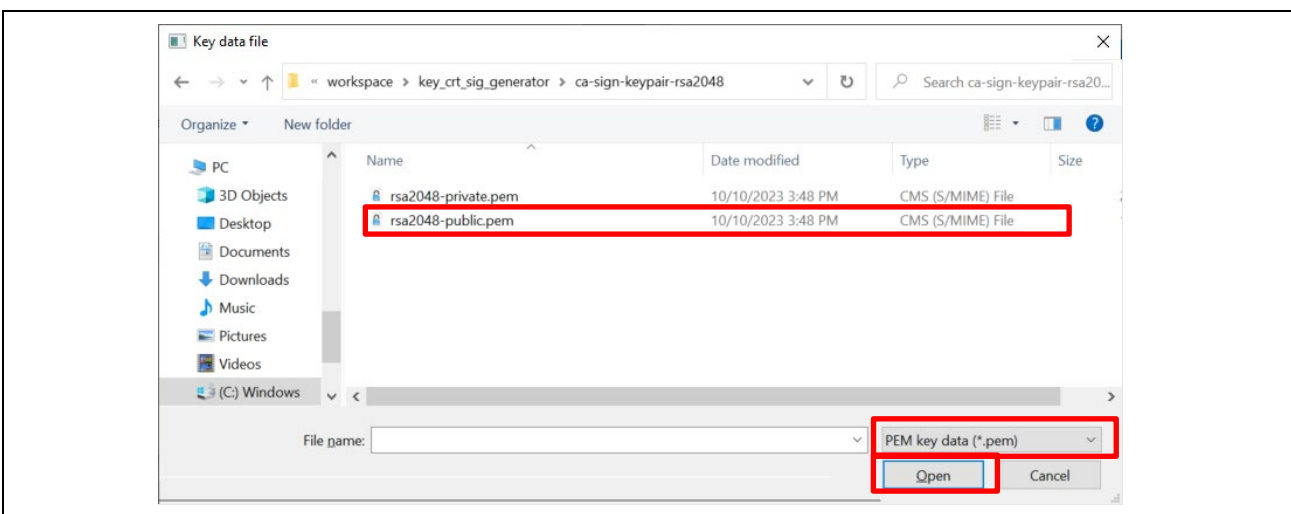 Key data file
« workspace > key_crt_sig_generator > ca-sign-keypair-rsa2048
Search ca-sign-keypair-rsa20...
Organize
New folder
Name
Date modified
Type
Size
PC
3D Objects
Desktop
Documents
Downloads
Music
Pictures
Videos
(C:) Windows
rsa2048-private.pem 10/10/2023 3:48 PM CMS (S/MIME) File
rsa2048-public.pem 10/10/2023 3:48 PM CMS (S/MIME) File
File name:
PEM key data (*.pem)
Open
Cancel